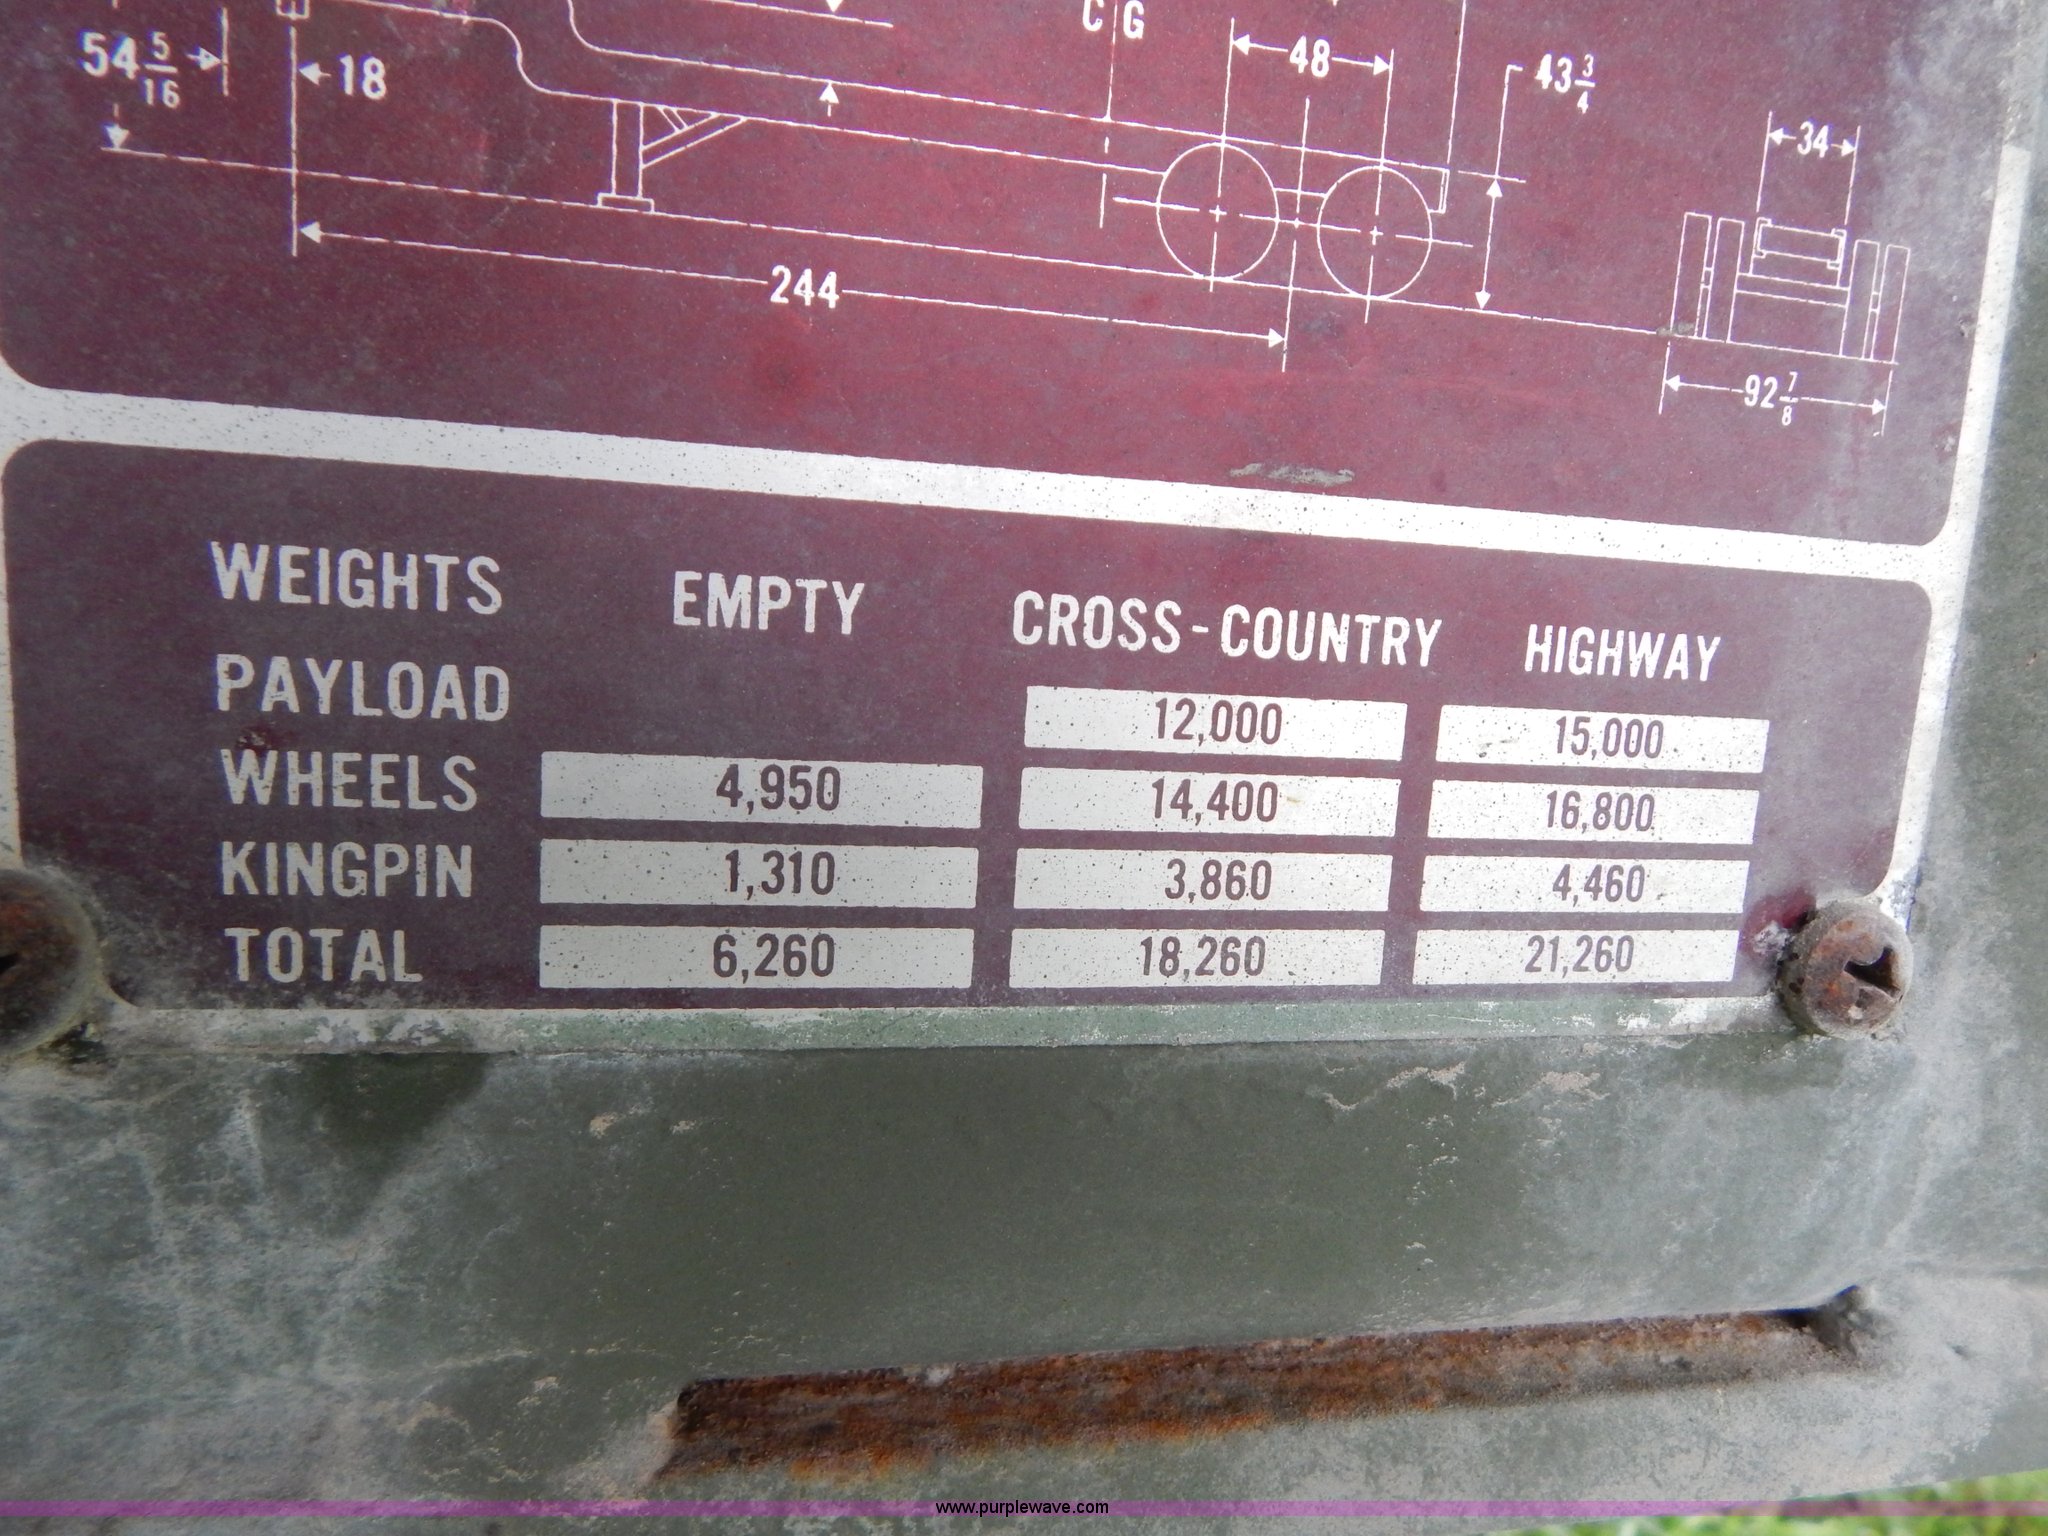 C G
54 5/16
18
48
43 3/4
34
244
92 7/8
WEIGHTS EMPTY CROSS-COUNTRY HIGHWAY
PAYLOAD 12,000 15,000
WHEELS 4,950 14,400 16,800
KINGPIN 1,310 3,860 4,460
TOTAL 6,260 18,260 21,260
www.purplewave.com